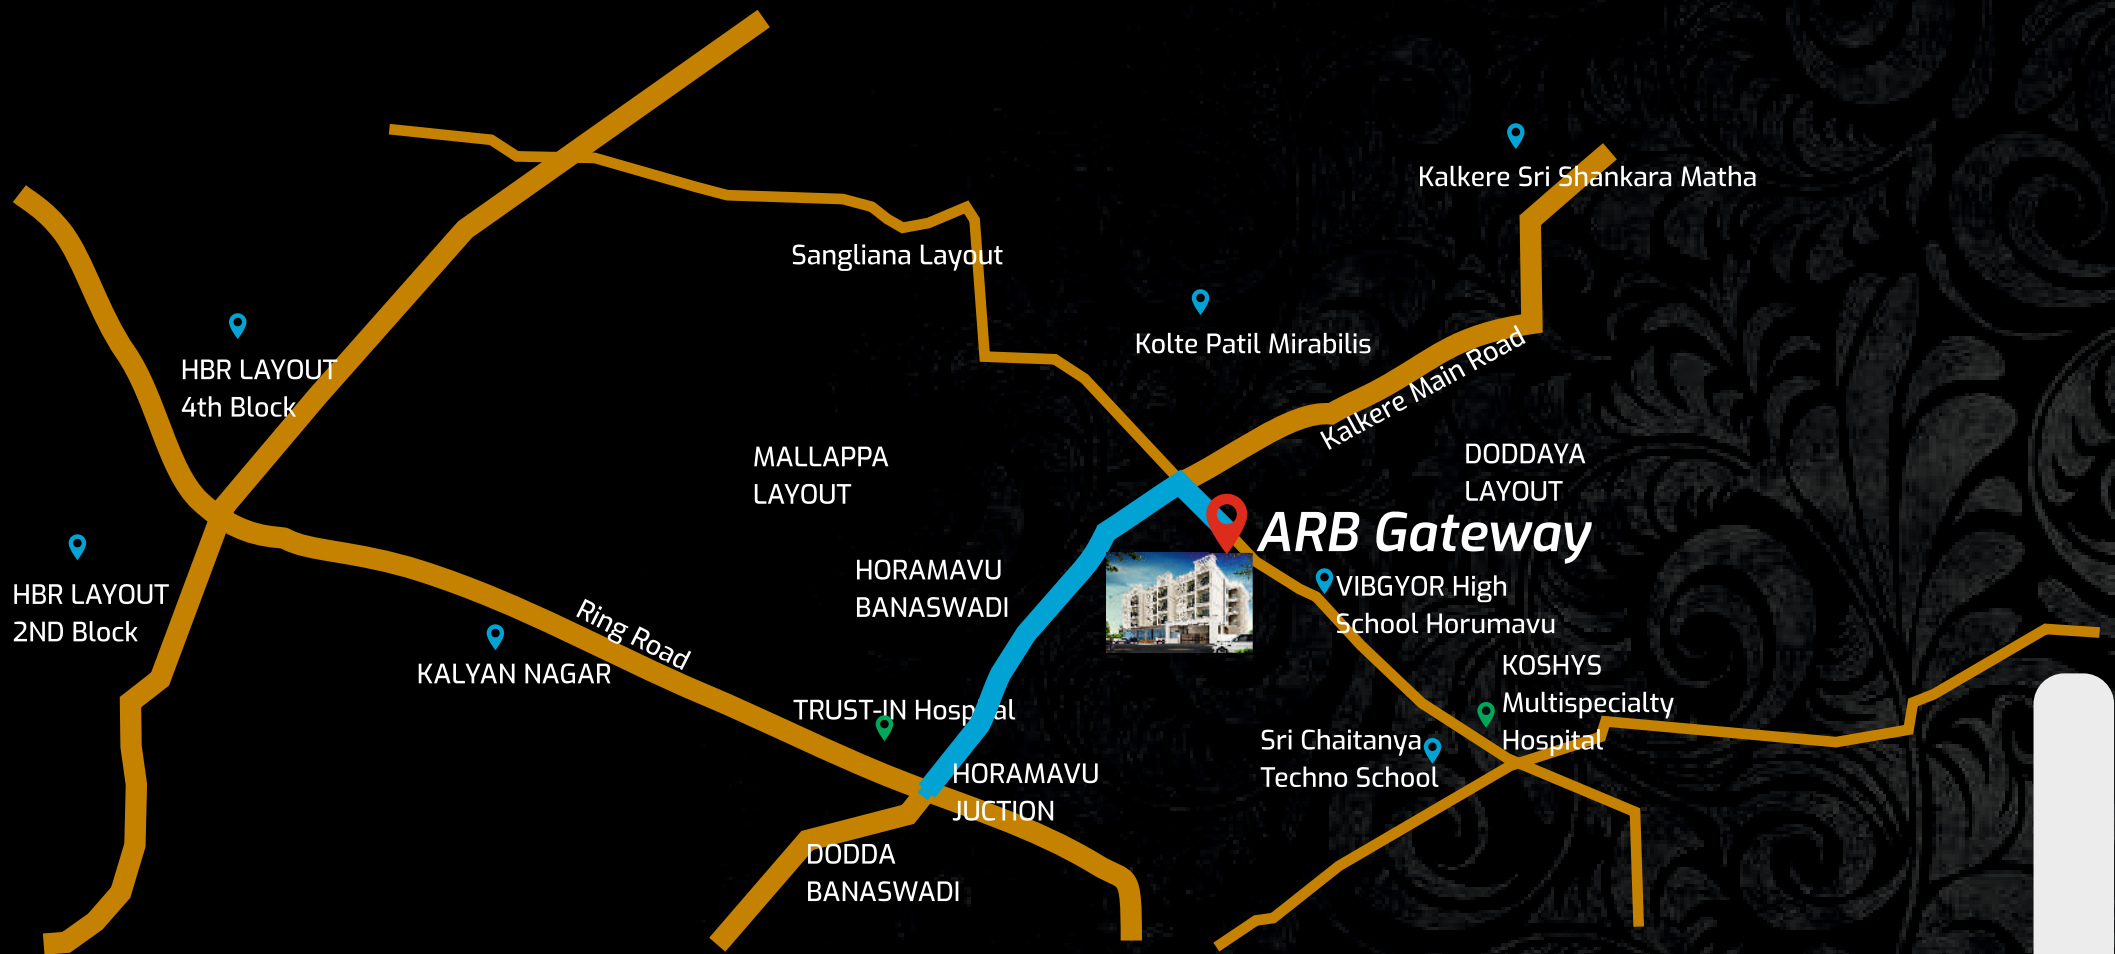 Kalkere Sri Shankara Matha
Sangliana Layout
Kolte Patil Mirabilis
Kalkere Main Road
HBR LAYOUT
4th Block
MALLAPPA
LAYOUT
DODDAYA
LAYOUT
ARB Gateway
HORAMAVU
BANASWADI
VIBGYOR High
School Horumavu
HBR LAYOUT
2ND Block
Ring Road
KALYAN NAGAR
KOSHYS
Multispecialty
Hospital
TRUST-IN Hospital
Sri Chaitanya
Techno School
HORAMAVU
JUCTION
DODDA
BANASWADI